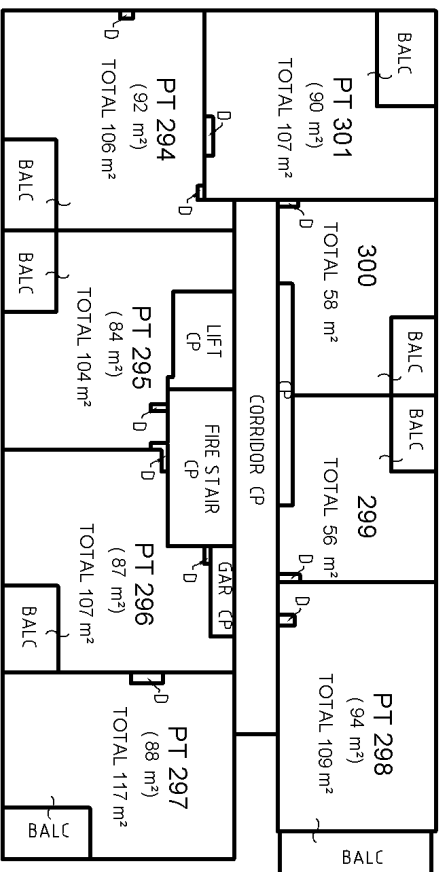 BALC
PT 301
( 90 m²)
TOTAL 107 m²
D
D
PT 294
( 92 m²)
TOTAL 106 m²
D
BALC
300
TOTAL 58 m²
D
BALC
BALC
299
TOTAL 56 m²
D
CP
CORRIDOR CP
LIFT
CP
FIRE STAIR
CP
GAR CP
D
PT 295
( 84 m²)
TOTAL 104 m²
BALC
D
D
PT 296
( 87 m²)
TOTAL 107 m²
BALC
D
PT 298
( 94 m²)
TOTAL 109 m²
D
BALC
PT 297
( 88 m²)
TOTAL 117 m²
BALC